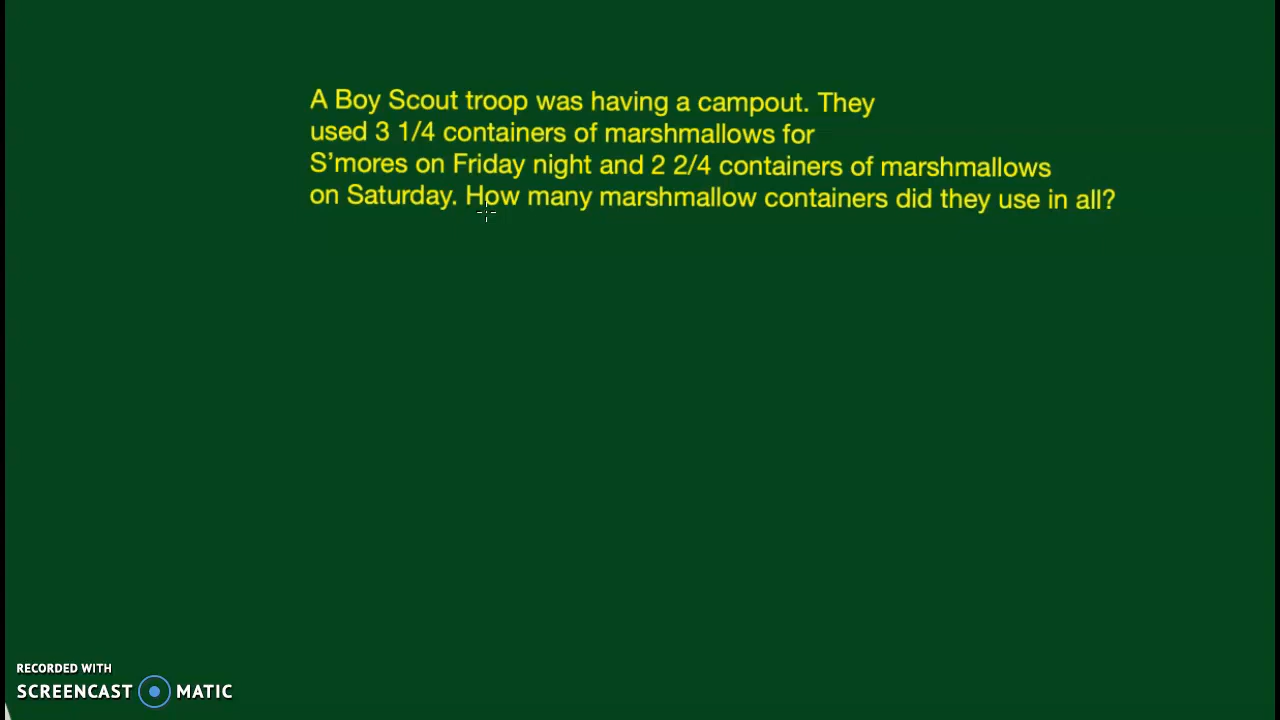 A Boy Scout troop was having a campout. They
used 3 1/4 containers of marshmallows for
S’mores on Friday night and 2 2/4 containers of marshmallows
on Saturday. How many marshmallow containers did they use in all?
RECORDED WITH
SCREENCAST MATIC